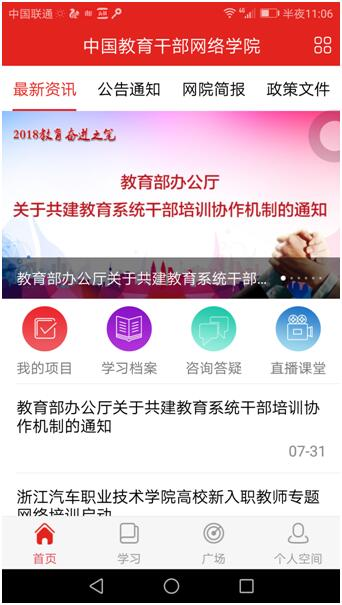 中国联通 半夜11:06
中国教育干部网络学院
最新资讯 公告通知 网院简报 政策文件
2018教育奋进之笔
教育部办公厅
关于共建教育系统干部培训协作机制的通知
教育部办公厅关于共建教育系统干部...
我的项目 学习档案 咨询答疑 直播课堂
教育部办公厅关于共建教育系统干部培训协
作机制的通知
07-31
浙江汽车职业技术学院高校新入职教师专题
网络培训启动
首页 学习 广场 个人空间